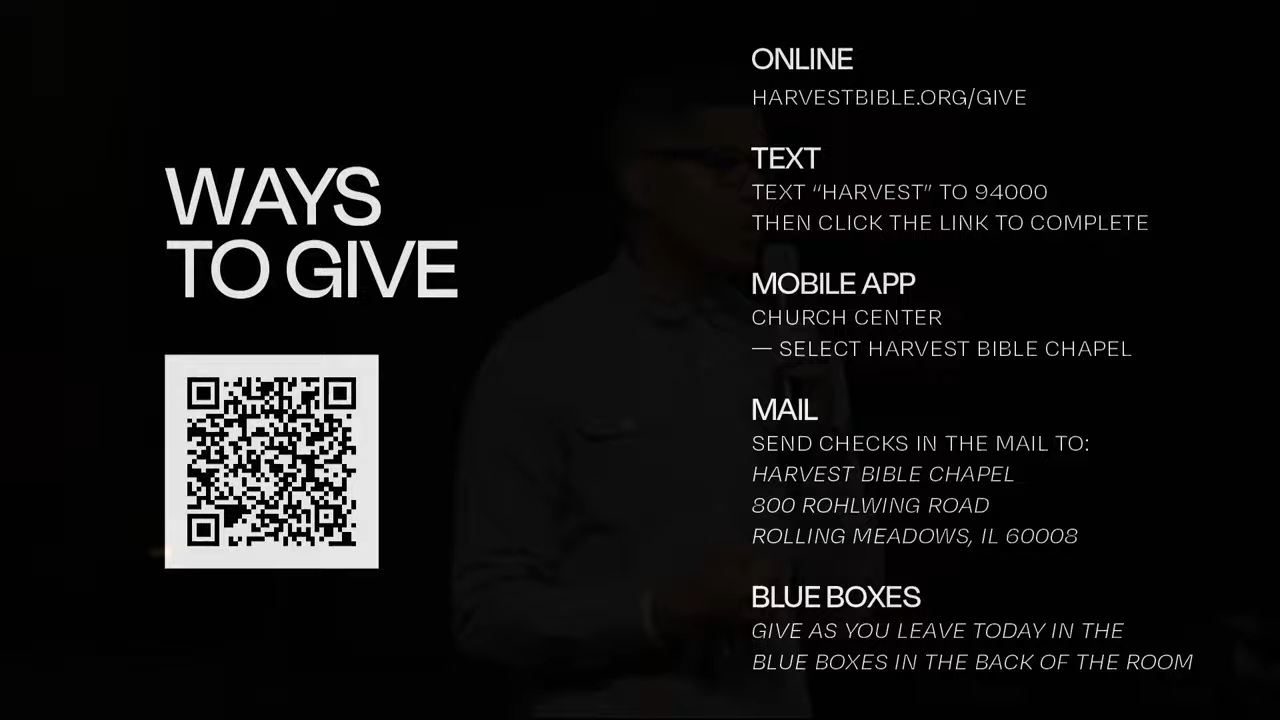 WAYS
TO GIVE
ONLINE
HARVESTBIBLE.ORG/GIVE
TEXT
TEXT “HARVEST” TO 94000
THEN CLICK THE LINK TO COMPLETE
MOBILE APP
CHURCH CENTER
— SELECT HARVEST BIBLE CHAPEL
MAIL
SEND CHECKS IN THE MAIL TO:
HARVEST BIBLE CHAPEL
800 ROHLWING ROAD
ROLLING MEADOWS, IL 60008
BLUE BOXES
GIVE AS YOU LEAVE TODAY IN THE
BLUE BOXES IN THE BACK OF THE ROOM